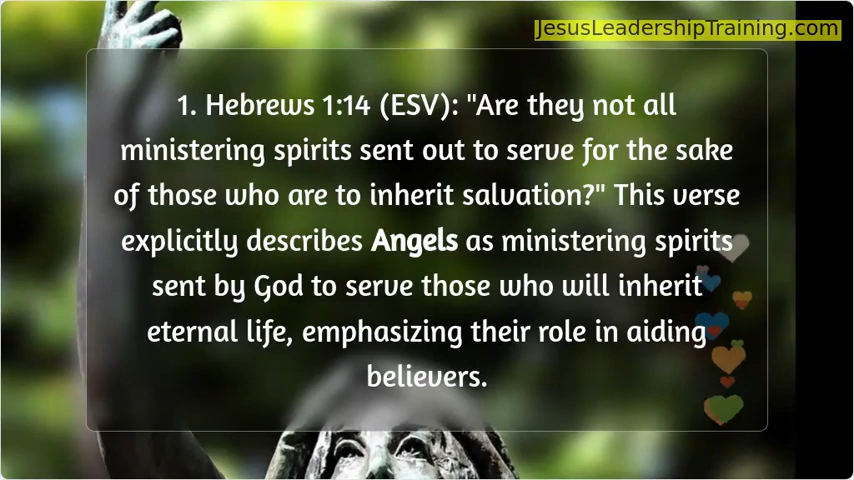 JesusLeadershipTraining.com
1. Hebrews 1:14 (ESV): "Are they not all
ministering spirits sent out to serve for the sake
of those who are to inherit salvation?" This verse
explicitly describes Angels as ministering spirits
sent by God to serve those who will inherit
eternal life, emphasizing their role in aiding
believers.